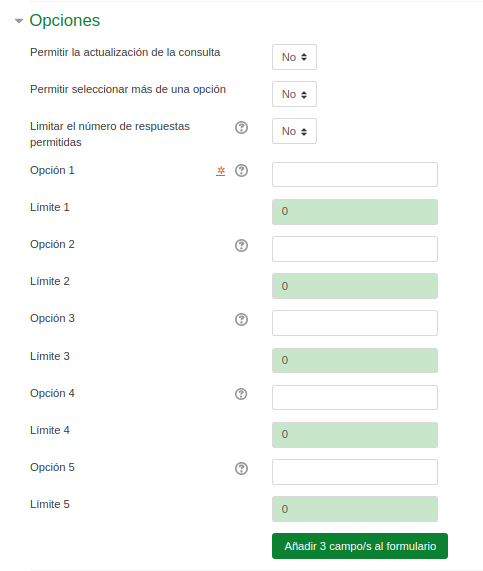 Opciones
Permitir la actualización de la consulta
No
Permitir seleccionar más de una opción
No
Limitar el número de respuestas
permitidas
No
Opción 1
Límite 1
0
Opción 2
Límite 2
0
Opción 3
Límite 3
0
Opción 4
Límite 4
0
Opción 5
Límite 5
0
Añadir 3 campo/s al formulario